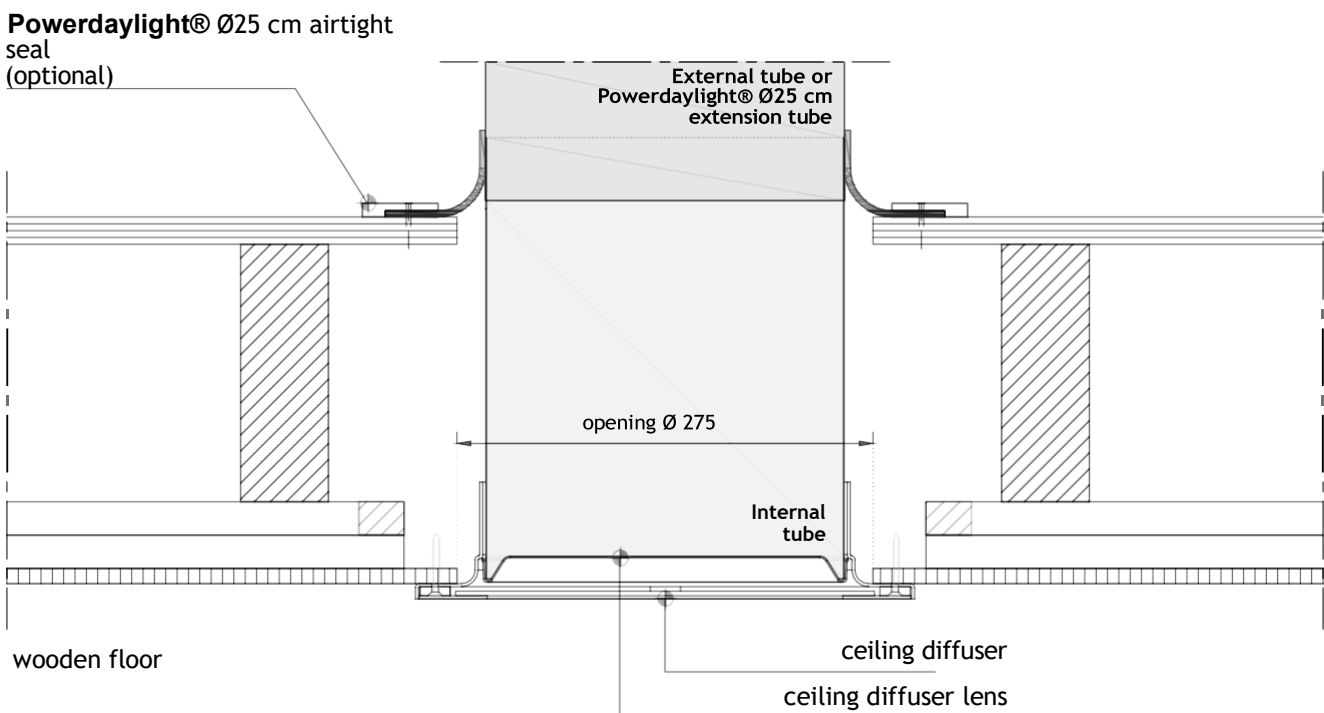 Powerdaylight® Ø25 cm airtight
seal
(optional)
External tube or
Powerdaylight® Ø25 cm
extension tube
opening Ø 275
Internal
tube
wooden floor
ceiling diffuser
ceiling diffuser lens